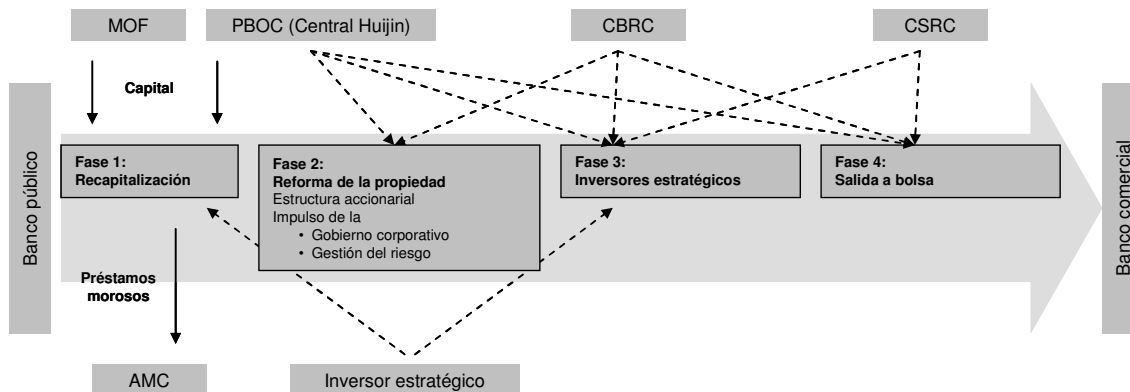 MOF
PBOC (Central Huijin)
CBRC
CSRC
Capital
Banco público
Fase 1:
Recapitalización
Fase 2:
Reforma de la propiedad
Estructura accionarial
Impulso de la
• Gobierno corporativo
• Gestión del riesgo
Fase 3:
Inversores estratégicos
Fase 4:
Salida a bolsa
Banco comercial
Préstamos
morosos
AMC
Inversor estratégico